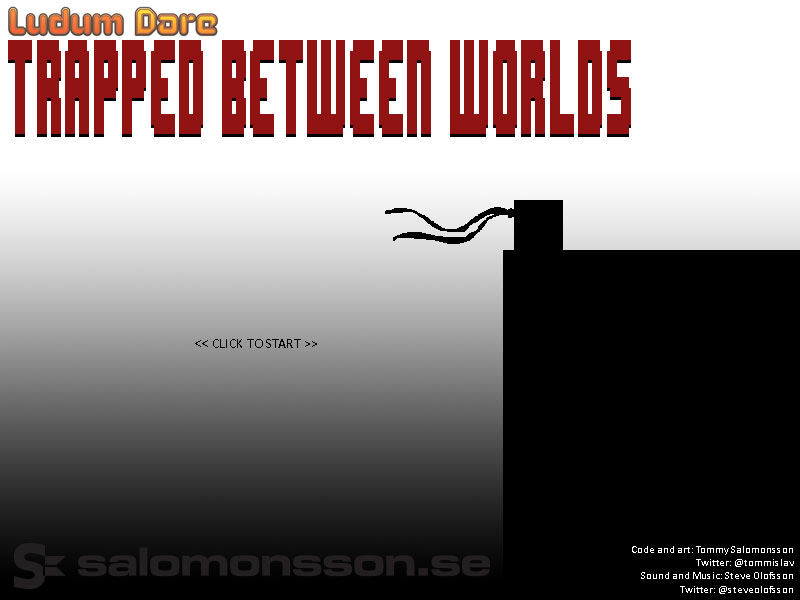 Ludum Dare
TRAPPED BETWEEN WORLDS
<< CLICK TO START >>
S salomonsson.se
Code and art: Tommy Salomonsson
Twitter: @tommislav
Sound and Music: Steve Olofsson
Twitter: @steveolofsson